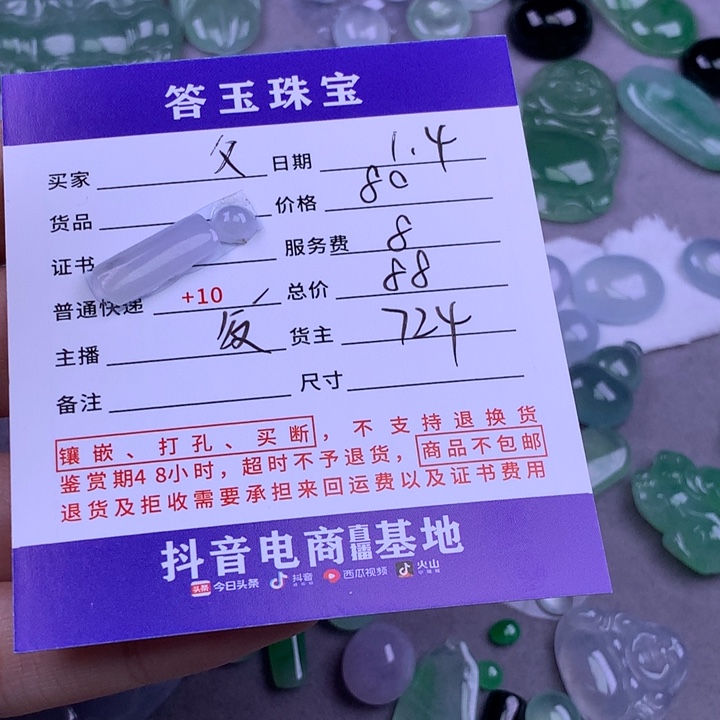 答玉珠宝
买家 日期 1.4
货品 价格 80
证书 服务费 8
普通快递 +10 总价 88
主播 货主 724
备注 尺寸
镶嵌、打孔、买断，不支持退换货
鉴赏期48小时，超时不予退货，商品不包邮
退货及拒收需要承担来回运费以及证书费用
抖音电商直播基地
头条 今日头条 抖音 西瓜视频 火山